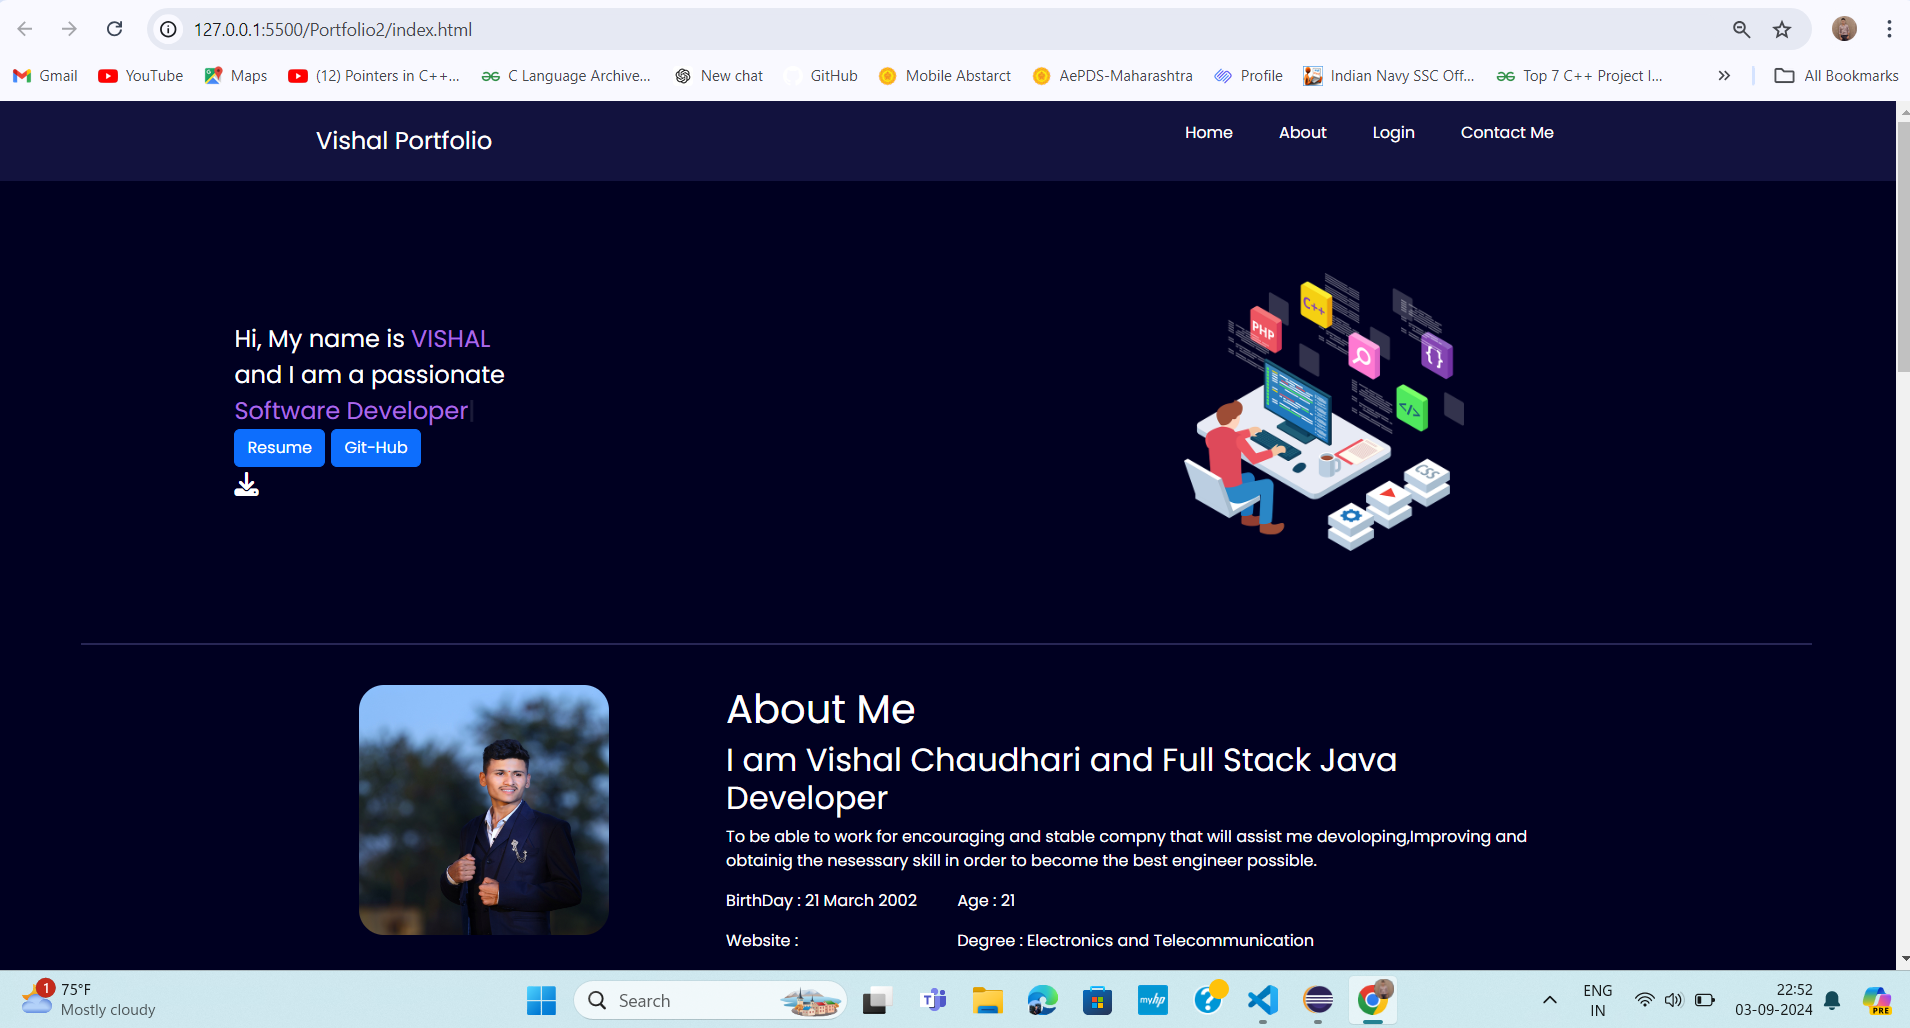 127.0.0.1:5500/Portfolio2/index.html
Gmail YouTube Maps (12) Pointers in C++... C Language Archive... New chat GitHub Mobile Abstarct AePDS-Maharashtra Profile Indian Navy SSC Off... Top 7 C++ Project I... » All Bookmarks
Vishal Portfolio Home About Login Contact Me
C++
PHP
{}
</>
CSS
Hi, My name is VISHAL
and I am a passionate
Software Developer
Resume Git-Hub
About Me
I am Vishal Chaudhari and Full Stack Java
Developer
To be able to work for encouraging and stable compny that will assist me devoloping,Improving and
obtainig the nesessary skill in order to become the best engineer possible.
BirthDay : 21 March 2002 Age : 21
Website : Degree : Electronics and Telecommunication
1 75°F
Mostly cloudy
Search
myhp
ENG
IN
22:52
03-09-2024
PRE